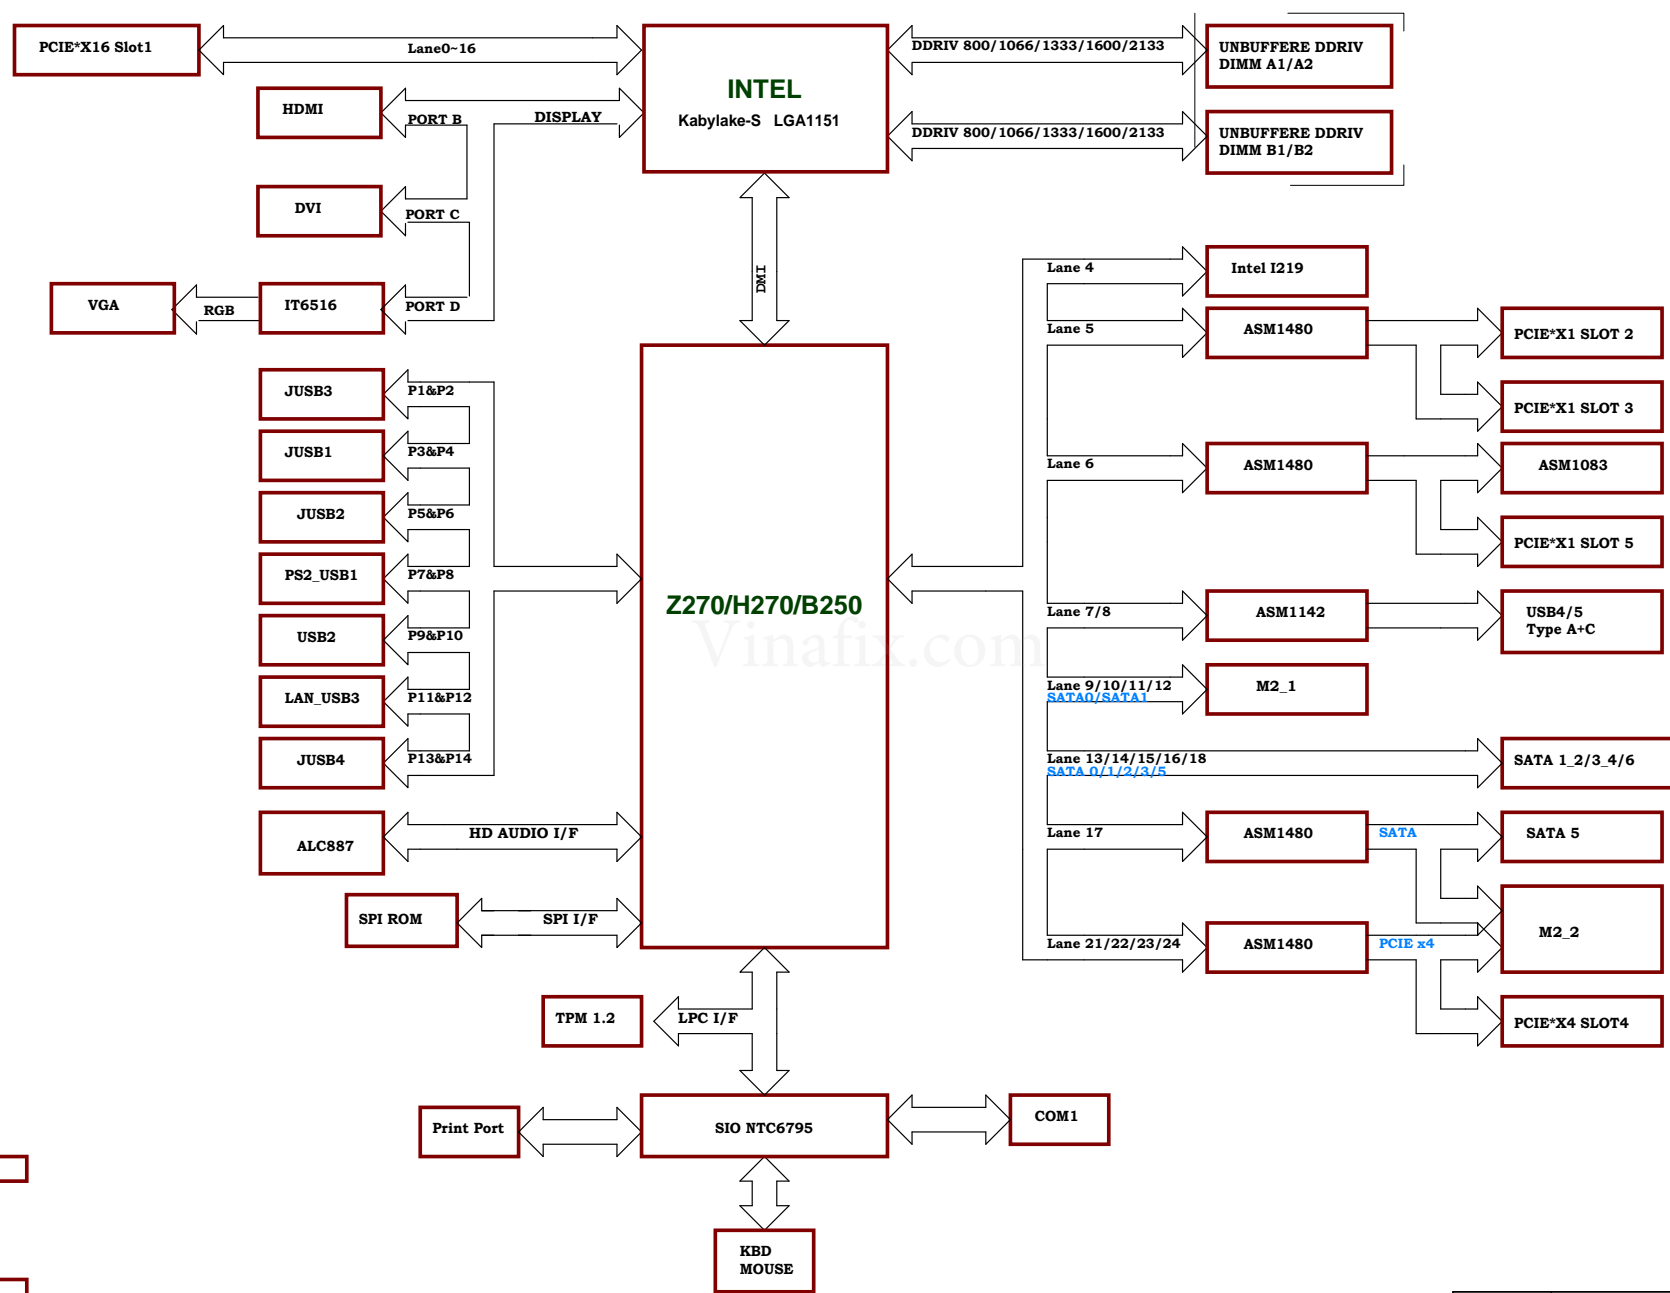 PCIE*X16 Slot1
Lane0~16
INTEL
Kabylake-S LGA1151
DDRIV 800/1066/1333/1600/2133
UNBUFFERE DDRIV
DIMM A1/A2
HDMI
PORT B
DISPLAY
DDRIV 800/1066/1333/1600/2133
UNBUFFERE DDRIV
DIMM B1/B2
DVI
PORT C
DMI
VGA
RGB
IT6516
PORT D
Lane 4
Intel I219
Lane 5
ASM1480
PCIE*X1 SLOT 2
PCIE*X1 SLOT 3
JUSB3
P1&P2
JUSB1
P3&P4
JUSB2
P5&P6
PS2_USB1
P7&P8
USB2
P9&P10
LAN_USB3
P11&P12
JUSB4
P13&P14
Lane 6
ASM1480
ASM1083
PCIE*X1 SLOT 5
Z270/H270/B250
Vinafix.com
Lane 7/8
ASM1142
USB4/5
Type A+C
Lane 9/10/11/12
SATA0/SATA1
M2_1
Lane 13/14/15/16/18
SATA 0/1/2/3/5
SATA 1_2/3_4/6
ALC887
HD AUDIO I/F
Lane 17
ASM1480
SATA
SATA 5
SPI ROM
SPI I/F
Lane 21/22/23/24
ASM1480
PCIE x4
M2_2
PCIE*X4 SLOT4
TPM 1.2
LPC I/F
Print Port
SIO NTC6795
COM1
KBD
MOUSE